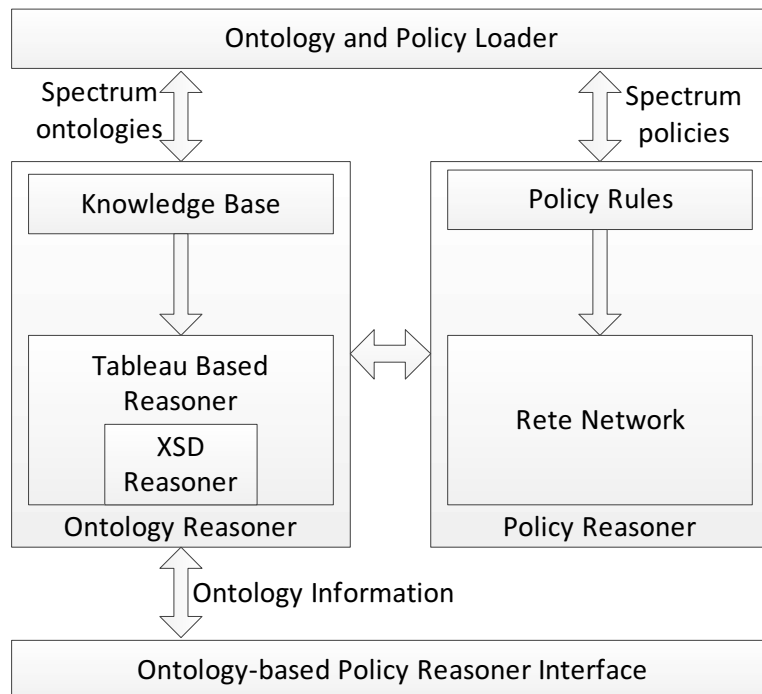 Ontology and Policy Loader
Spectrum
ontologies
Spectrum
policies
Knowledge Base
Policy Rules
Tableau Based
Reasoner
XSD
Reasoner
Ontology Reasoner
Rete Network
Policy Reasoner
Ontology Information
Ontology-based Policy Reasoner Interface